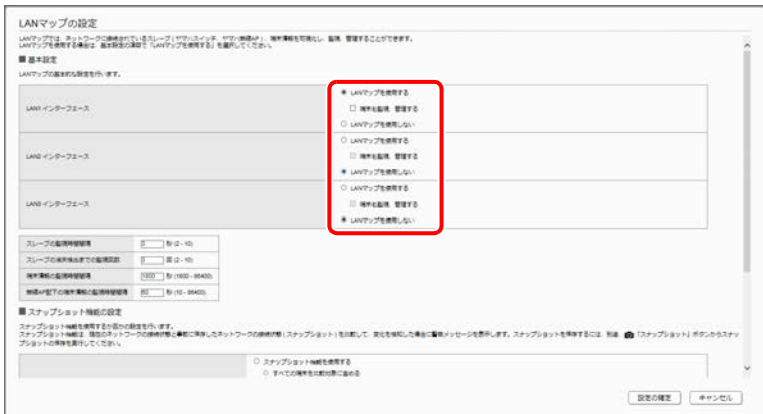 LANマップの設定
LANマップでは、ネットワークに接続されているスレーブ(ヤマハスイッチ、ヤマハ無線AP)、端末情報を可視化し、監視、管理することができます。
LANマップを使用する場合は、基本設定の項目で「LANマップを使用する」を選択してください。
■ 基本設定
LANマップの基本的な設定を行います。
LAN1 インターフェース
LANマップを使用する
端末も監視、管理する
LANマップを使用しない
LAN2 インターフェース
LANマップを使用する
端末も監視、管理する
LANマップを使用しない
LAN3 インターフェース
LANマップを使用する
端末も監視、管理する
LANマップを使用しない
スレーブの監視時間間隔 秒 (2 - 10)
スレーブの消失検出までの監視回数 回 (2 - 10)
端末情報の監視時間間隔 1800 秒 (1800 - 86400)
無線AP配下の端末情報の監視時間間隔 60 秒 (10 - 86400)
■ スナップショット機能の設定
スナップショット機能を使用するか否かの設定を行います。
スナップショット機能は、現在のネットワークの接続状態と事前に保存したネットワークの接続状態(スナップショット)を比較して、変化を検知した場合に警告メッセージを表示します。スナップショットを保存するには、別途、「スナップショット」ボタンからスナッ
プショットの保存を実行してください。
スナップショット機能を使用する
すべての端末を比較対象に含める
設定の確定 キャンセル